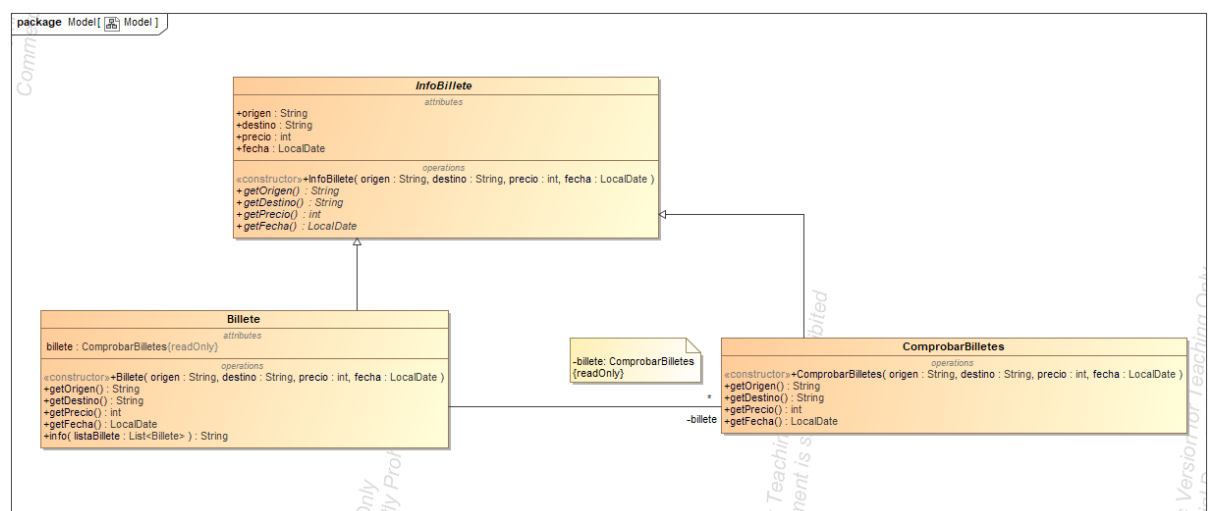 package Model[ Model ]
InfoBillete
attributes
+origen : String
+destino : String
+precio : int
+fecha : LocalDate
operations
«constructor»+InfoBillete( origen : String, destino : String, precio : int, fecha : LocalDate )
+getOrigen() : String
+getDestino() : String
+getPrecio() : int
+getFecha() : LocalDate
Billete
attributes
billete : ComprobarBilletes{readOnly}
operations
«constructor»+Billete( origen : String, destino : String, precio : int, fecha : LocalDate )
+getOrigen() : String
+getDestino() : String
+getPrecio() : int
+getFecha() : LocalDate
+info( listaBillete : List<Billete> ) : String
-billete: ComprobarBilletes
{readOnly}
*
-billete
ComprobarBilletes
operations
«constructor»+ComprobarBilletes( origen : String, destino : String, precio : int, fecha : LocalDate )
+getOrigen() : String
+getDestino() : String
+getPrecio() : int
+getFecha() : LocalDate